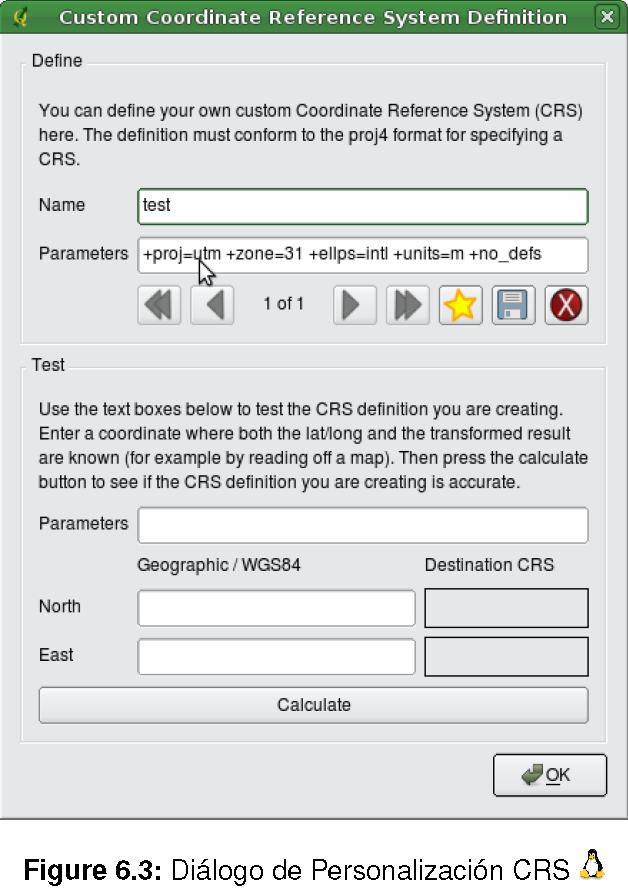 Custom Coordinate Reference System Definition
Define
You can define your own custom Coordinate Reference System (CRS)
here. The definition must conform to the proj4 format for specifying a
CRS.
Name test
Parameters +proj=utm +zone=31 +ellps=intl +units=m +no_defs
1 of 1
Test
Use the text boxes below to test the CRS definition you are creating.
Enter a coordinate where both the lat/long and the transformed result
are known (for example by reading off a map). Then press the calculate
button to see if the CRS definition you are creating is accurate.
Parameters
Geographic / WGS84 Destination CRS
North
East
Calculate
OK
Figure 6.3: Diálogo de Personalización CRS